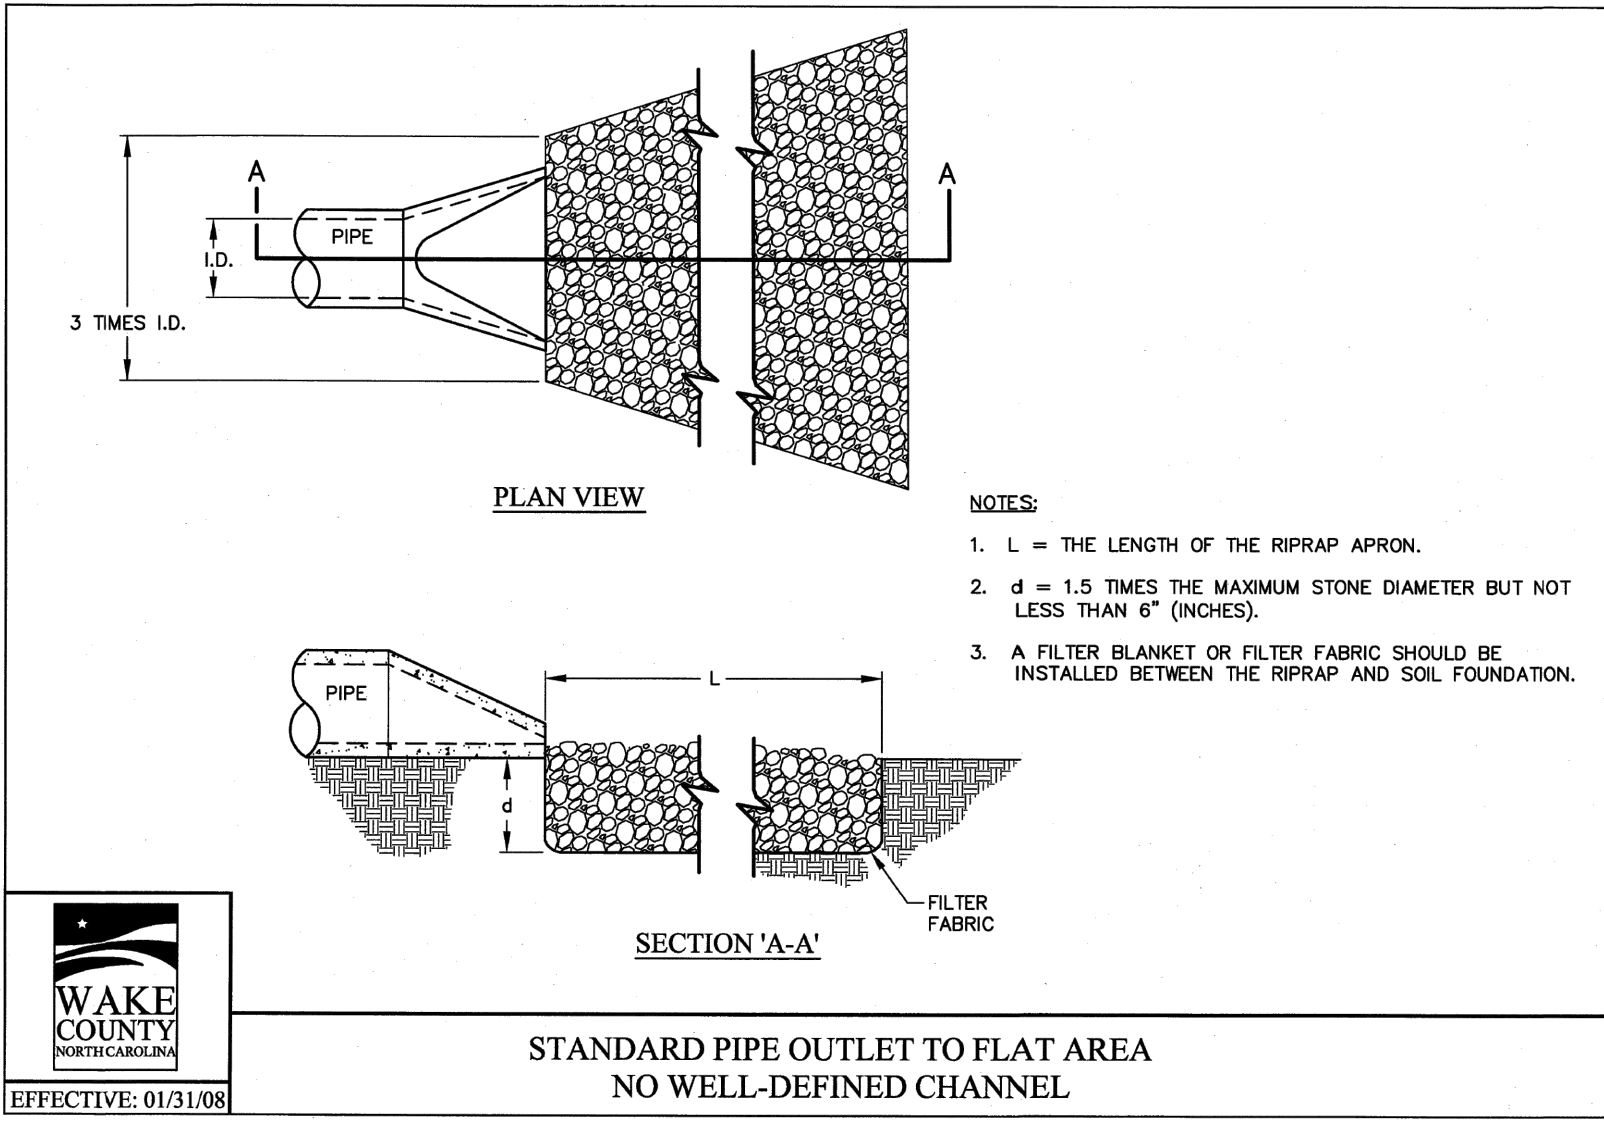 A
A
PIPE
I.D.
3 TIMES I.D.
PLAN VIEW
NOTES:
1. L = THE LENGTH OF THE RIPRAP APRON.
2. d = 1.5 TIMES THE MAXIMUM STONE DIAMETER BUT NOT
LESS THAN 6" (INCHES).
3. A FILTER BLANKET OR FILTER FABRIC SHOULD BE
INSTALLED BETWEEN THE RIPRAP AND SOIL FOUNDATION.
L
PIPE
d
FILTER
FABRIC
SECTION 'A-A'
WAKE
COUNTY
NORTH CAROLINA
EFFECTIVE: 01/31/08
STANDARD PIPE OUTLET TO FLAT AREA
NO WELL-DEFINED CHANNEL